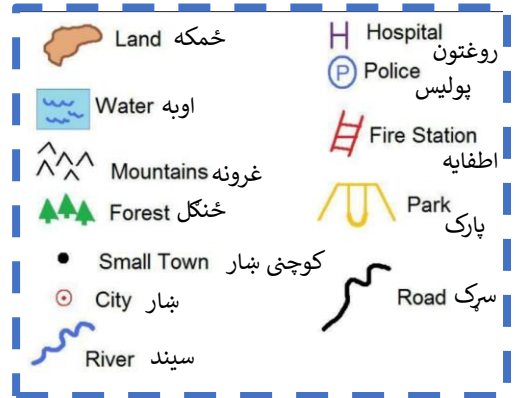 Land ځمکه
Water اوبه
Mountains غرونه
Forest ځنګل
Small Town کوچنی ښار
City ښار
River سیند
H Hospital
روغتون
P Police
پولیس
Fire Station
اطفایه
Park
پارک
Road سړک